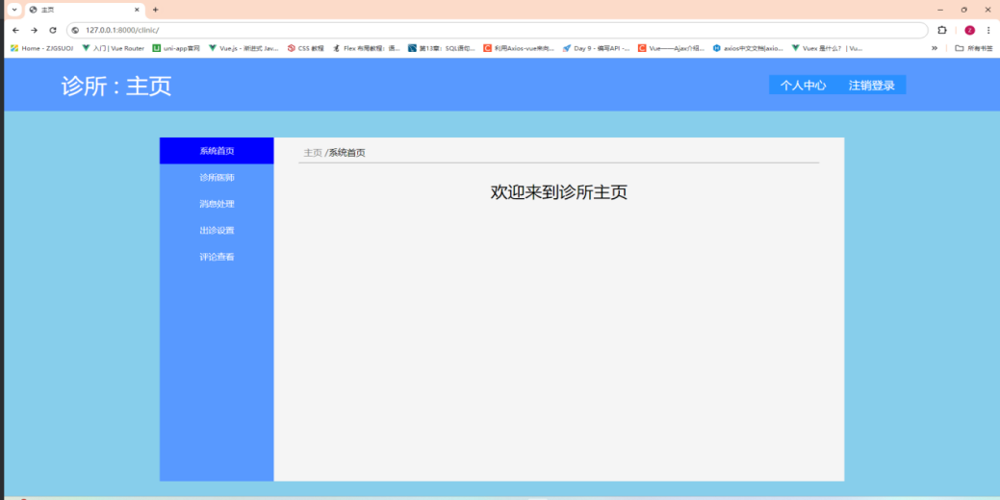 主页
127.0.0.1:8000/clinic/
Home - ZJGSUOJ 入门 | Vue Router uni-app官网 Vue.js - 渐进式 Jav... CSS 教程 Flex 布局教程：语... 第13章：SQL语句... 利用Axios-vue来向... Day 9 - 编写API -... Vue——Ajax介绍... axios中文文档|axio... Vuex 是什么？ | Vu... » 所有书签
诊所 : 主页
个人中心 注销登录
系统首页
诊所医师
消息处理
出诊设置
评论查看
主页 /系统首页
欢迎来到诊所主页